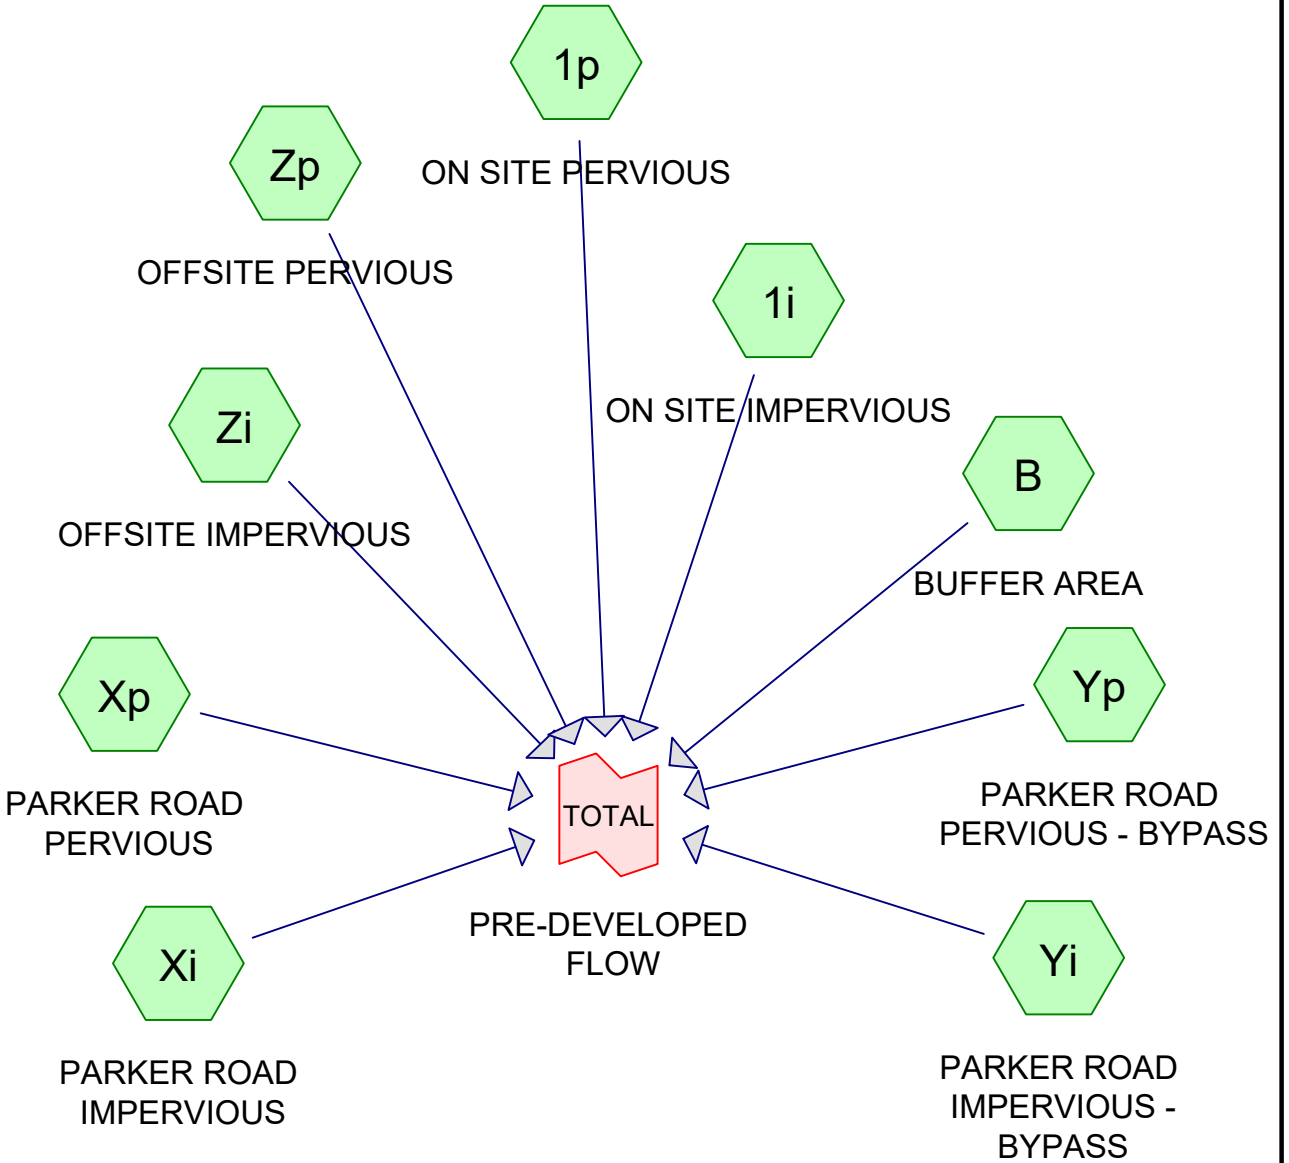 1p
ON SITE PERVIOUS
Zp
OFFSITE PERVIOUS
1i
ON SITE IMPERVIOUS
Zi
OFFSITE IMPERVIOUS
B
BUFFER AREA
Xp
PARKER ROAD
PERVIOUS
Yp
PARKER ROAD
PERVIOUS - BYPASS
TOTAL
PRE-DEVELOPED
FLOW
Xi
PARKER ROAD
IMPERVIOUS
Yi
PARKER ROAD
IMPERVIOUS -
BYPASS